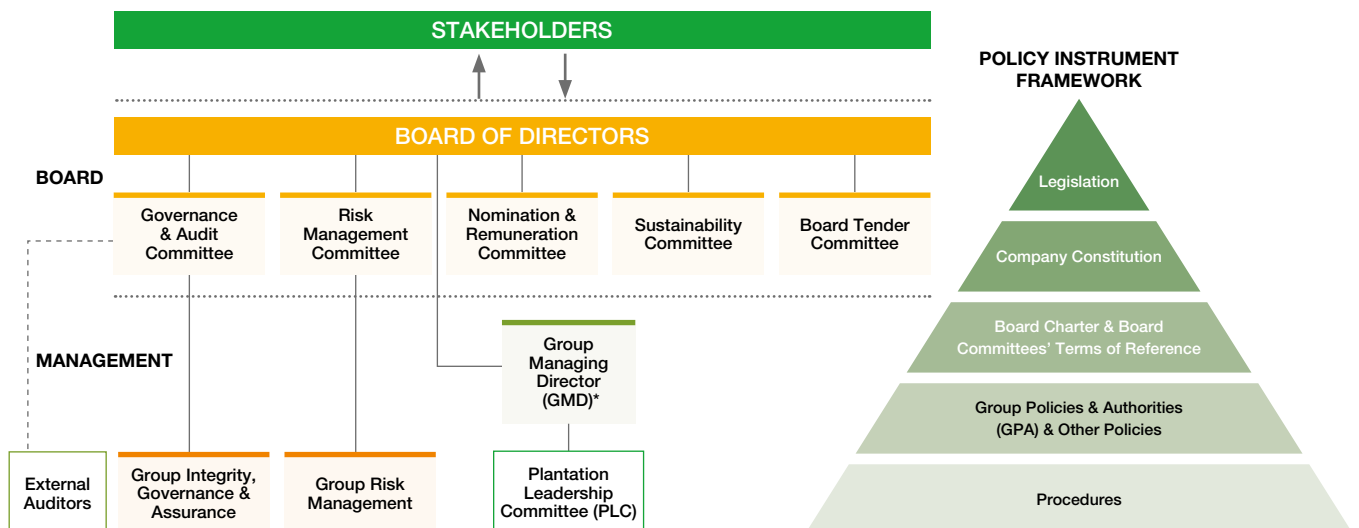 STAKEHOLDERS
BOARD OF DIRECTORS
BOARD
Governance
& Audit
Committee
Risk
Management
Committee
Nomination &
Remuneration
Committee
Sustainability
Committee
Board Tender
Committee
MANAGEMENT
Group
Managing
Director
(GMD)*
External
Auditors
Group Integrity,
Governance &
Assurance
Group Risk
Management
Plantation
Leadership
Committee (PLC)
POLICY INSTRUMENT
FRAMEWORK
Legislation
Company Constitution
Board Charter & Board
Committees' Terms of Reference
Group Policies & Authorities
(GPA) & Other Policies
Procedures